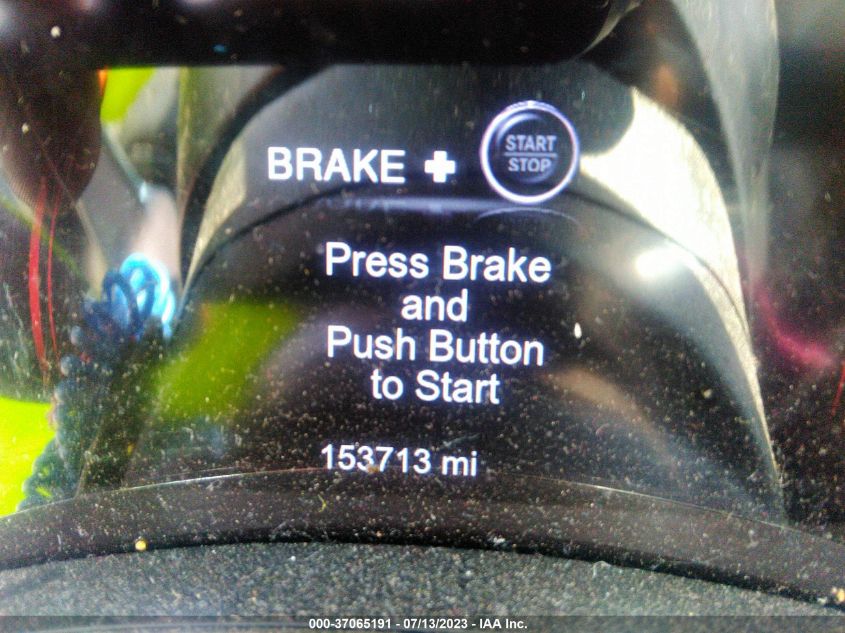 BRAKE + START
STOP
Press Brake
and
Push Button
to Start
153713 mi
000-37065191 - 07/13/2023 - IAA Inc.